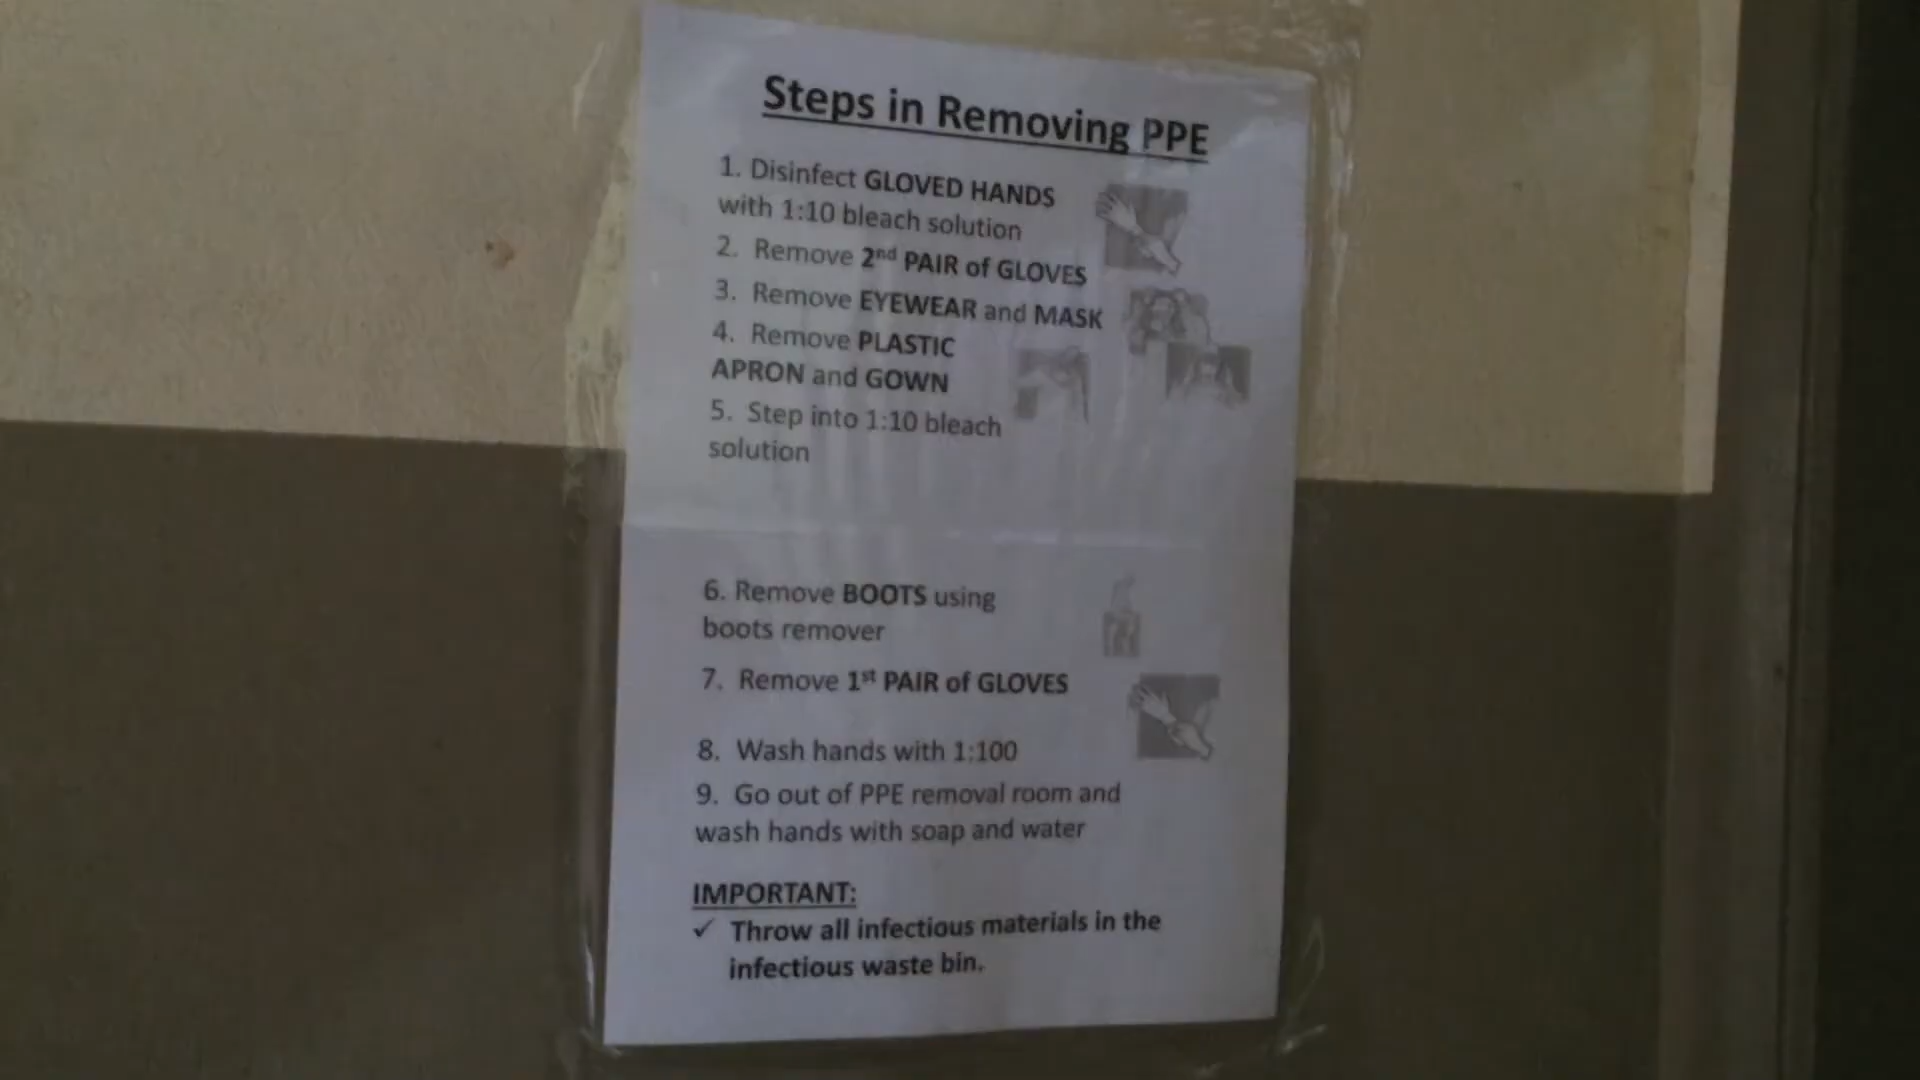 Steps in Removing PPE
1. Disinfect GLOVED HANDS
with 1:10 bleach solution
2. Remove 2nd PAIR of GLOVES
3. Remove EYEWEAR and MASK
4. Remove PLASTIC
APRON and GOWN
5. Step into 1:10 bleach
solution
6. Remove BOOTS using
boots remover
7. Remove 1st PAIR of GLOVES
8. Wash hands with 1:100
9. Go out of PPE removal room and
wash hands with soap and water
IMPORTANT:
✓ Throw all infectious materials in the
infectious waste bin.